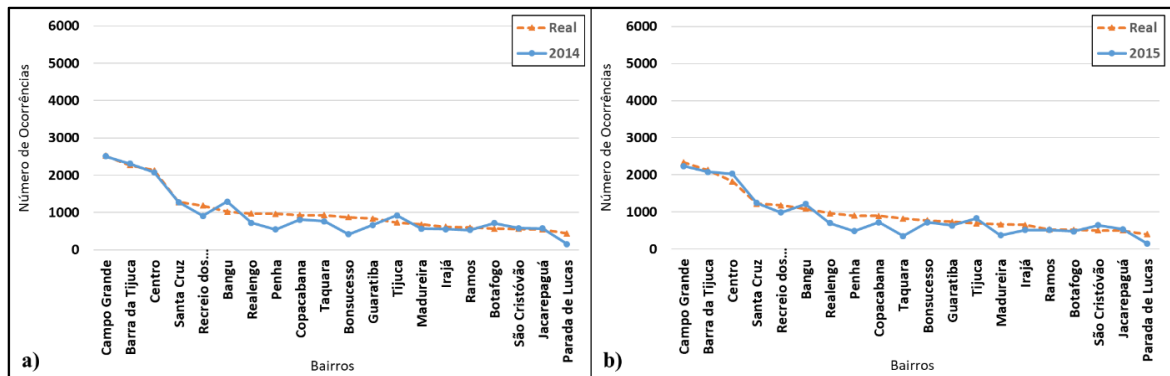 6000
5000
4000
3000
2000
1000
0
Número de Ocorrências
Real
2014
Campo Grande
Barra da Tijuca
Centro
Santa Cruz
Recreio dos...
Bangu
Realengo
Penha
Copacabana
Taquara
Bonsucesso
Guaratiba
Tijuca
Madureira
Irajá
Ramos
Botafogo
São Cristóvão
Jacarepaguá
Parada de Lucas
Bairros
a)
6000
5000
4000
3000
2000
1000
0
Número de Ocorrências
Real
2015
Campo Grande
Barra da Tijuca
Centro
Santa Cruz
Recreio dos...
Bangu
Realengo
Penha
Copacabana
Taquara
Bonsucesso
Guaratiba
Tijuca
Madureira
Irajá
Ramos
Botafogo
São Cristóvão
Jacarepaguá
Parada de Lucas
Bairros
b)